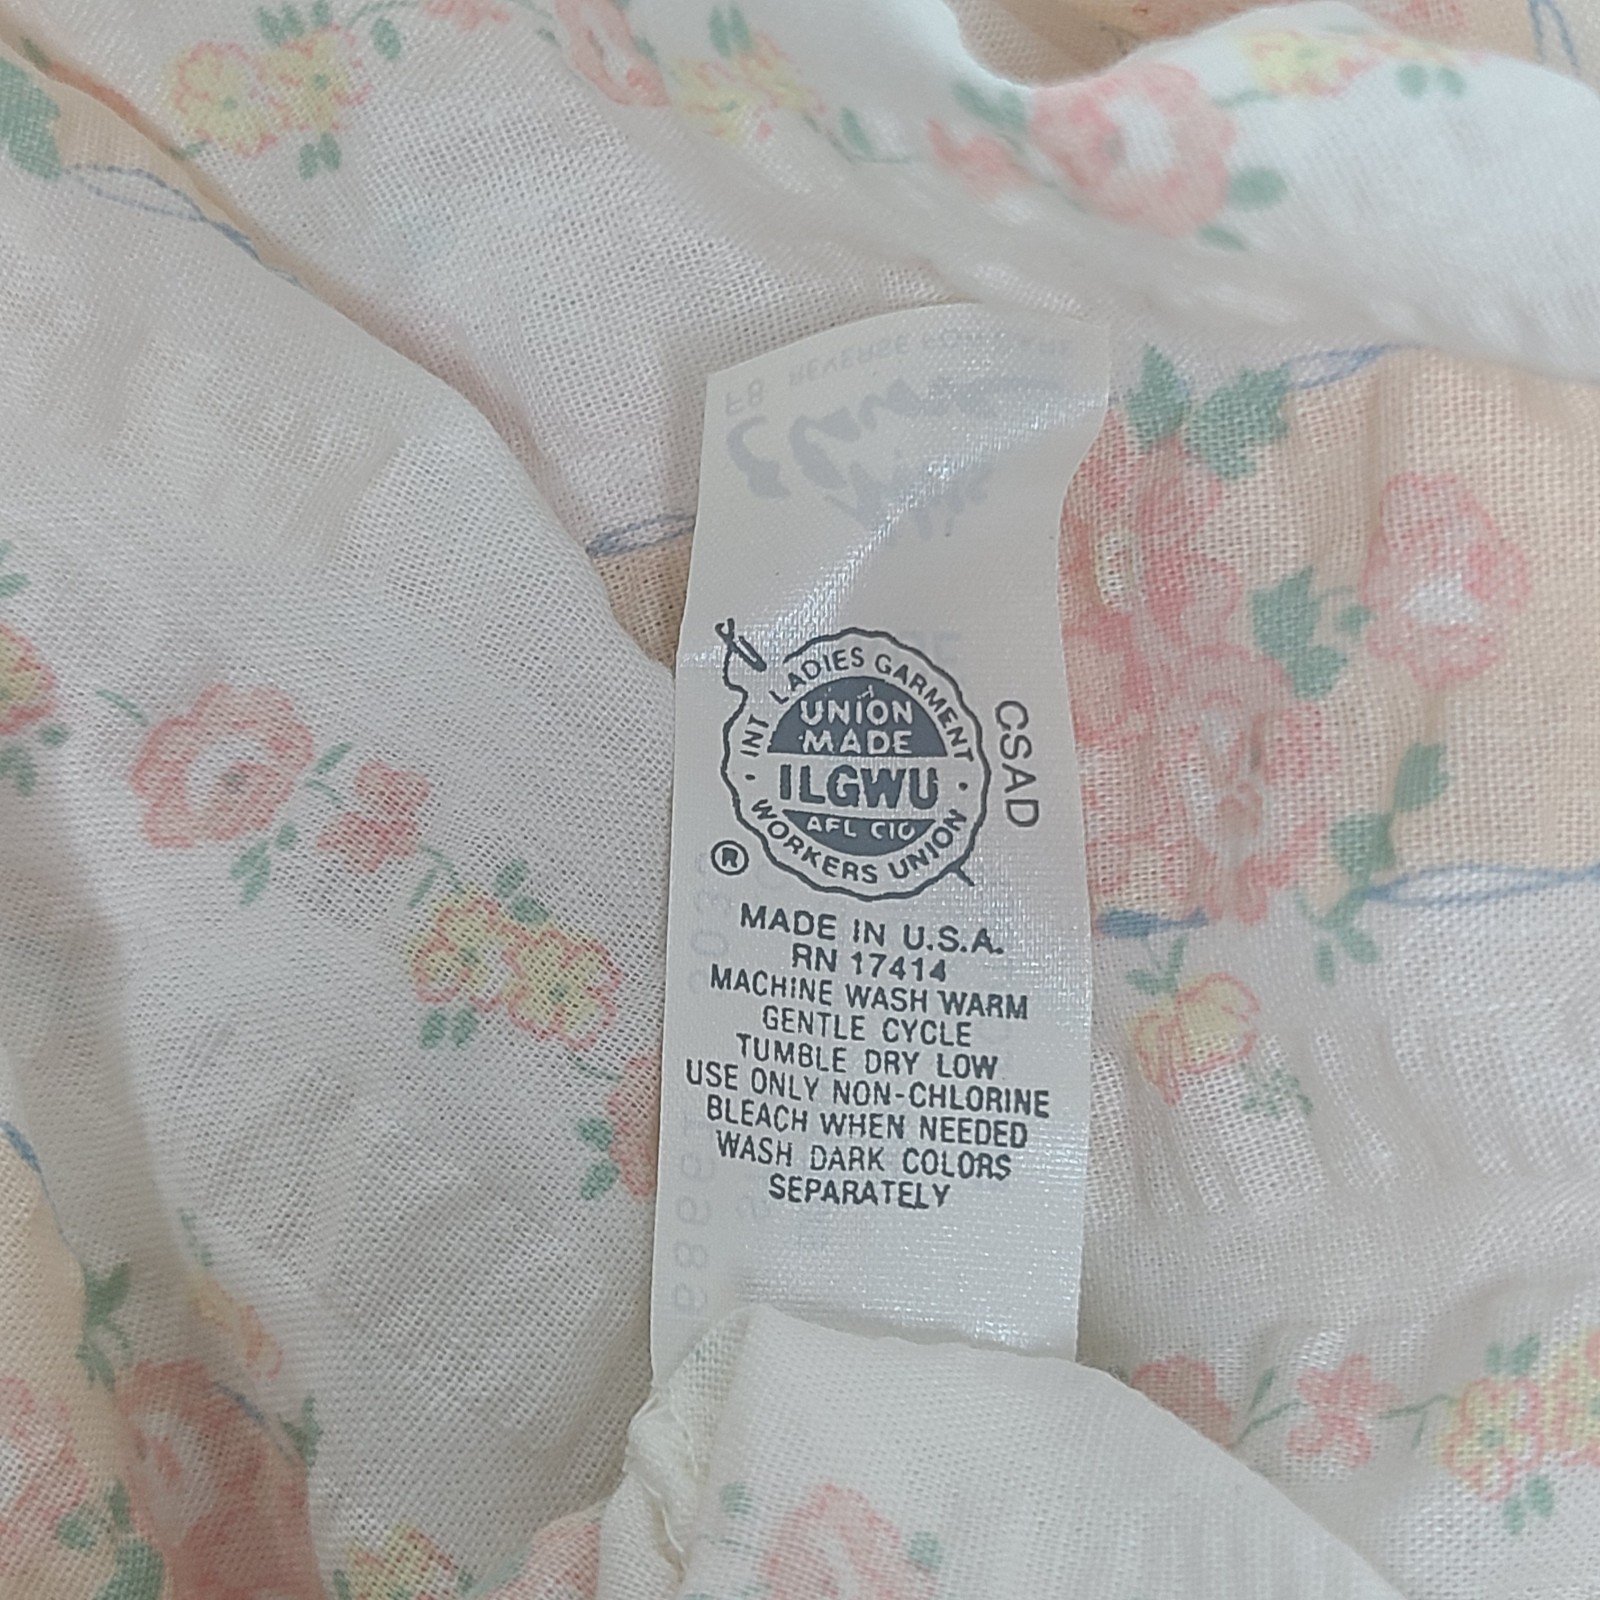 INT LADIES GARMENT
UNION
MADE
ILGWU
AFL CIO
WORKERS UNION
®
CSAD
MADE IN U.S.A.
RN 17414
MACHINE WASH WARM
GENTLE CYCLE
TUMBLE DRY LOW
USE ONLY NON-CHLORINE
BLEACH WHEN NEEDED
WASH DARK COLORS
SEPARATELY